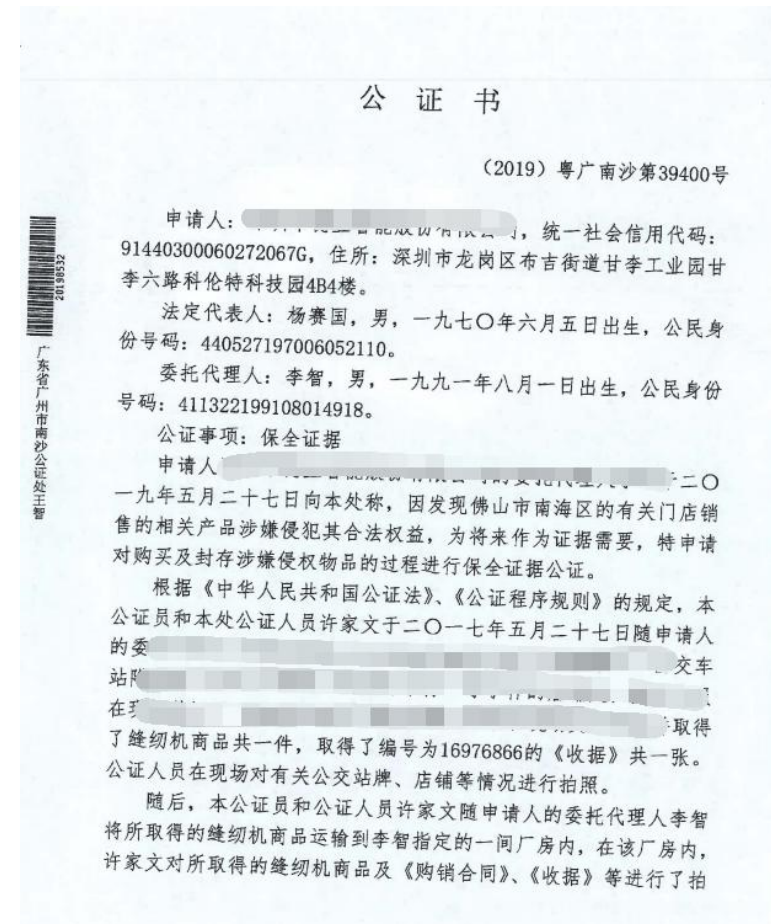 公 证 书
（2019）粤广南沙第39400号
申请人：
，统一社会信用代码：
91440300060272067G，住所：深圳市龙岗区布吉街道甘李工业园甘
李六路科伦特科技园4B4楼。
法定代表人：杨赛国，男，一九七〇年六月五日出生，公民身
份号码：440527197006052110。
委托代理人：李智，男，一九九一年八月一日出生，公民身份
号码：411322199108014918。
公证事项：保全证据
申请人 于二〇
一九年五月二十七日向本处称，因发现佛山市南海区的有关门店销
售的相关产品涉嫌侵犯其合法权益，为将来作为证据需要，特申请
对购买及封存涉嫌侵权物品的过程进行保全证据公证。
根据《中华人民共和国公证法》、《公证程序规则》的规定，本
公证员和本处公证人员许家文于二〇一七年五月二十七日随申请人
的委 交车
站
在 取得
了缝纫机商品共一件，取得了编号为16976866的《收据》共一张。
公证人员在现场对有关公交站牌、店铺等情况进行拍照。
随后，本公证员和公证人员许家文随申请人的委托代理人李智
将所取得的缝纫机商品运输到李智指定的一间厂房内，在该厂房内，
许家文对所取得的缝纫机商品及《购销合同》、《收据》等进行了拍
20198532
广东省广州市南沙公证处王智